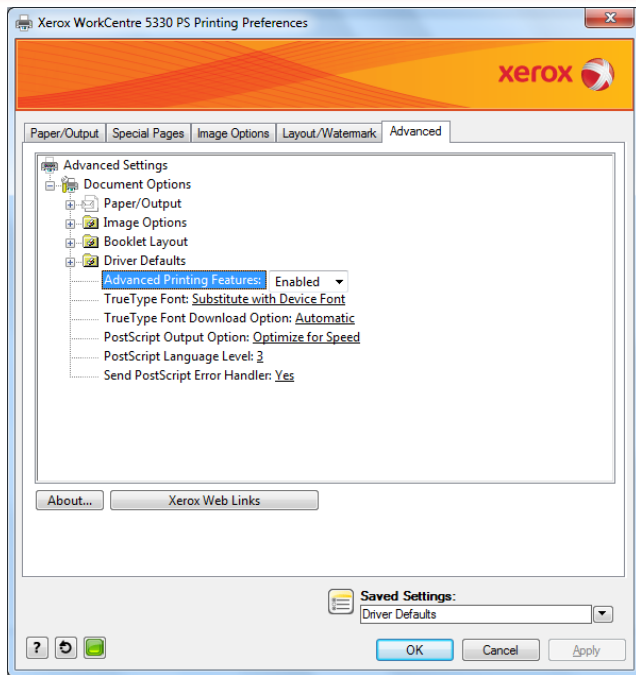 Xerox WorkCentre 5330 PS Printing Preferences
xerox
Paper/Output Special Pages Image Options Layout/Watermark Advanced
Advanced Settings
Document Options
Paper/Output
Image Options
Booklet Layout
Driver Defaults
Advanced Printing Features: Enabled
TrueType Font: Substitute with Device Font
TrueType Font Download Option: Automatic
PostScript Output Option: Optimize for Speed
PostScript Language Level: 3
Send PostScript Error Handler: Yes
About... Xerox Web Links
Saved Settings:
Driver Defaults
? OK Cancel Apply